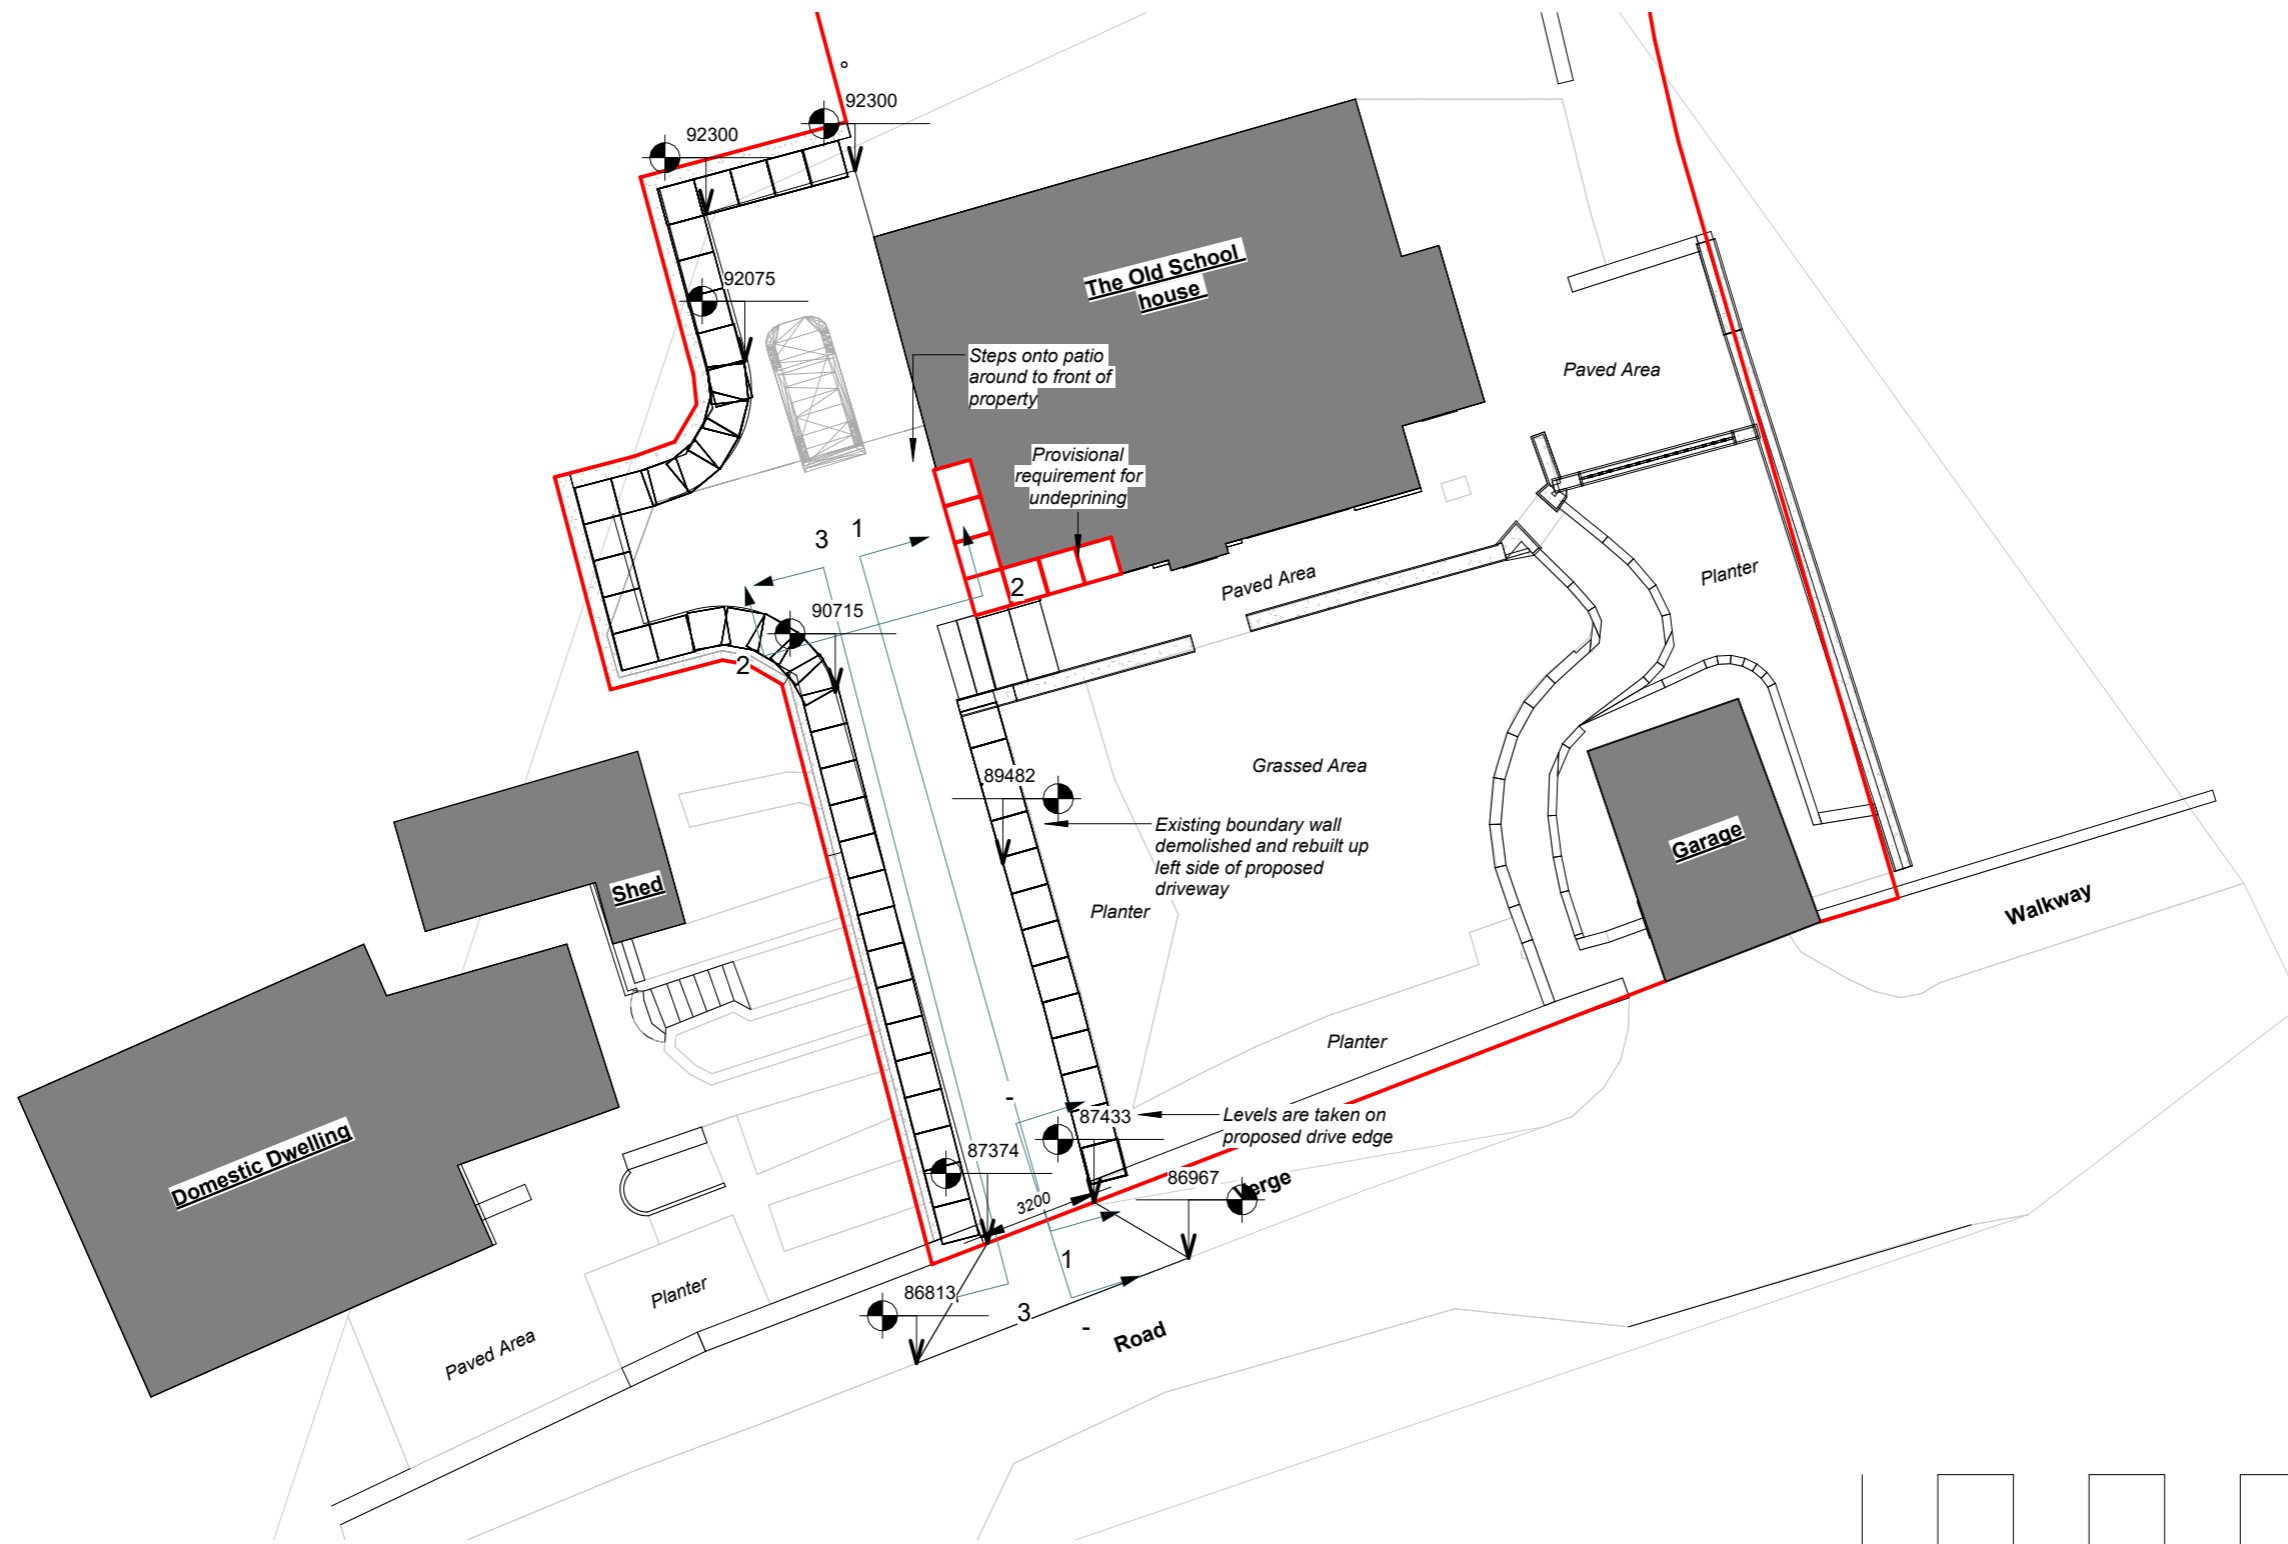 92300
92300
The Old School
house
92075
Steps onto patio
around to front of
property
Paved Area
Provisional
requirement for
undeprining
3
1
Paved Area
Planter
2
90715
2
Grassed Area
89482
Existing boundary wall
demolished and rebuilt up
left side of proposed
driveway
Garage
Shed
Planter
Walkway
Planter
-
87433
Levels are taken on
proposed drive edge
Domestic Dwelling
87374
86967
Verge
3200
1
Planter
86813
3
-
Road
Paved Area